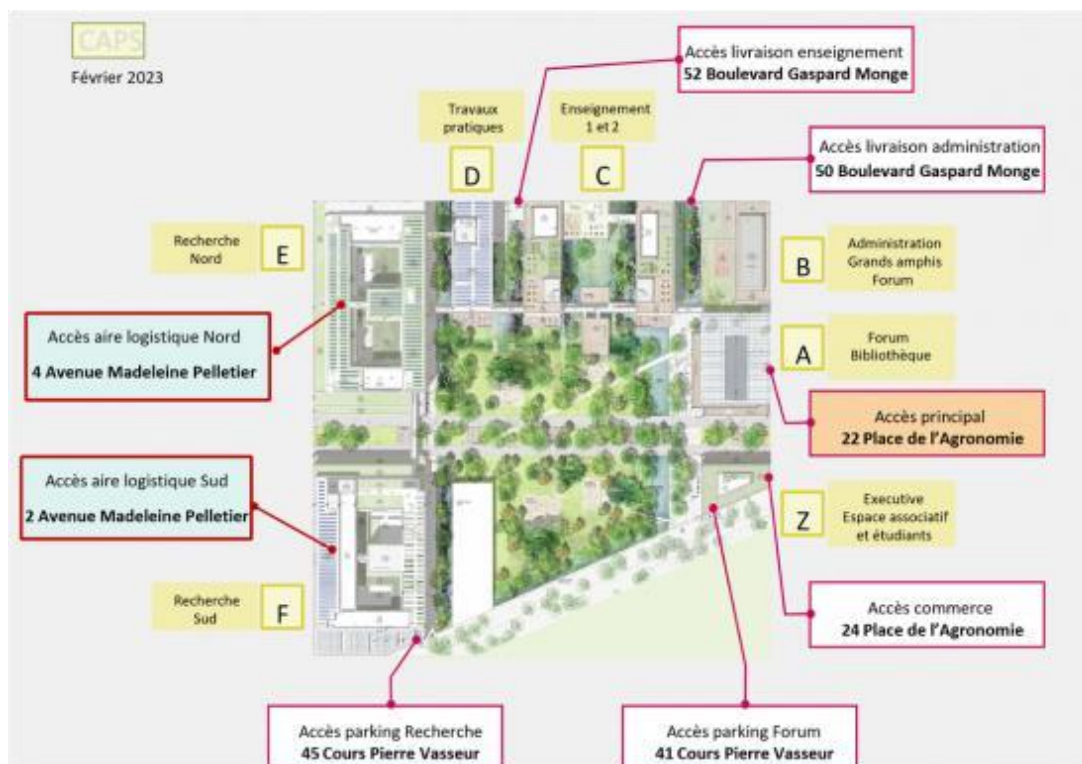 CAPS
Février 2023
Accès livraison enseignement
52 Boulevard Gaspard Monge
Travaux
pratiques
D
Enseignement
1 et 2
C
Accès livraison administration
50 Boulevard Gaspard Monge
Recherche
Nord
E
B
Administration
Grands amphis
Forum
Accès aire logistique Nord
4 Avenue Madeleine Pelletier
A
Forum
Bibliothèque
Accès principal
22 Place de l'Agronomie
Accès aire logistique Sud
2 Avenue Madeleine Pelletier
Z
Executive
Espace associatif
et étudiants
Recherche
Sud
F
Accès commerce
24 Place de l'Agronomie
Accès parking Recherche
45 Cours Pierre Vasseur
Accès parking Forum
41 Cours Pierre Vasseur